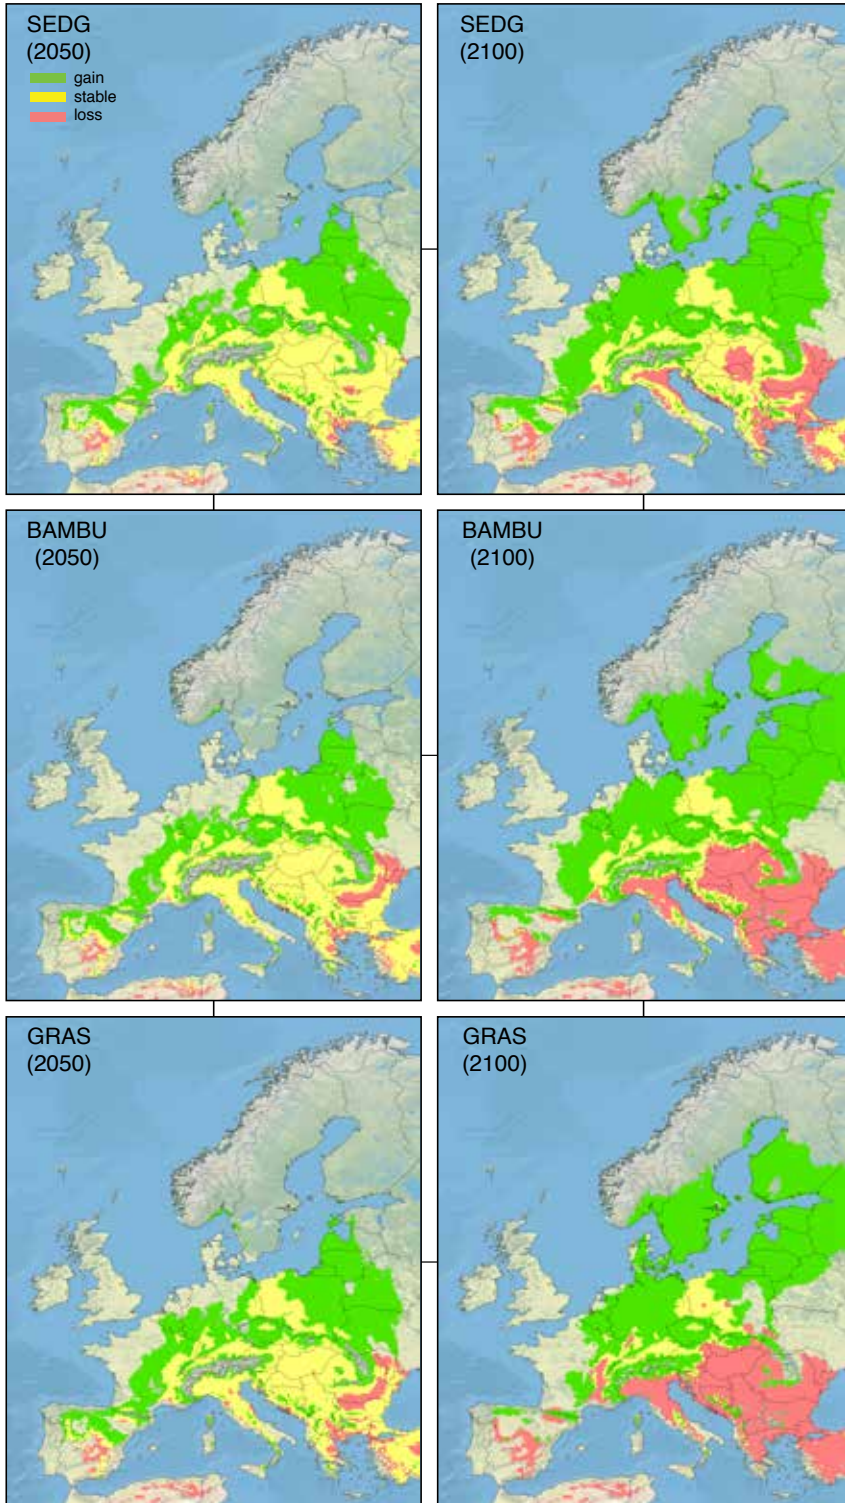 SEDG
(2050)
gain
stable
loss
SEDG
(2100)
BAMBU
(2050)
BAMBU
(2100)
GRAS
(2050)
GRAS
(2100)